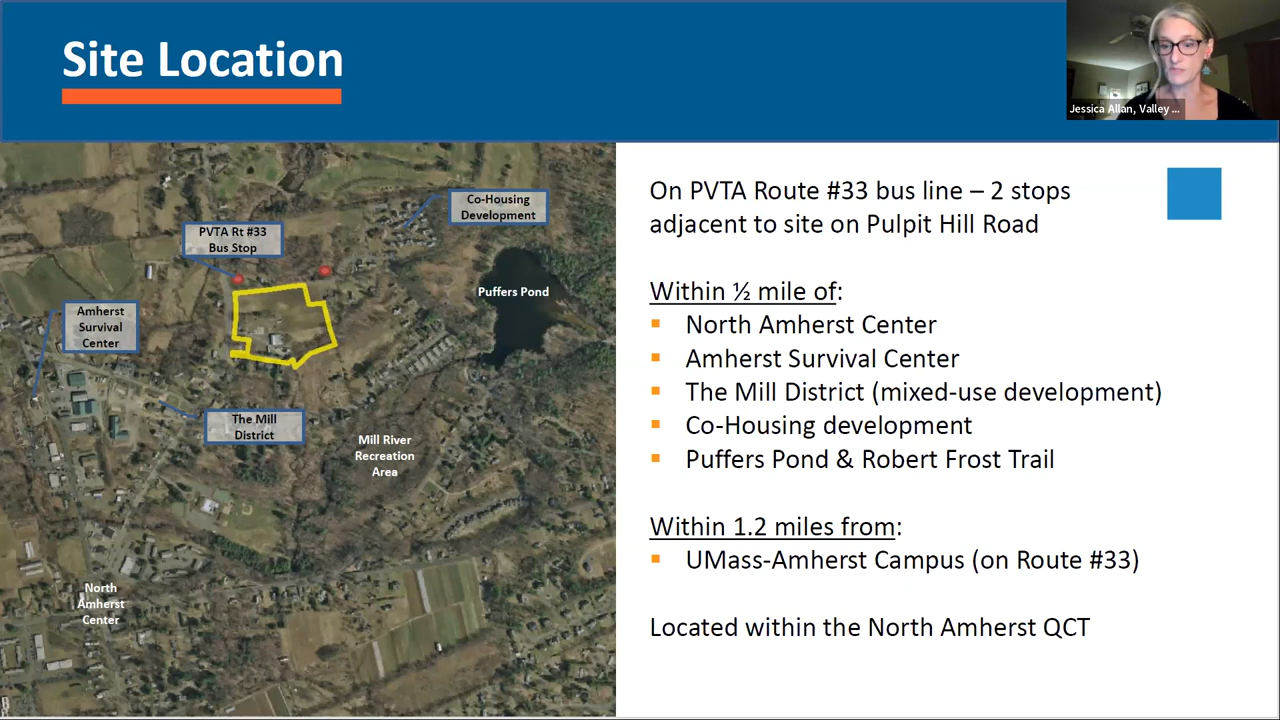 Site Location
Jessica Allan, Valley ...
On PVTA Route #33 bus line – 2 stops
adjacent to site on Pulpit Hill Road
Within ½ mile of:
North Amherst Center
Amherst Survival Center
The Mill District (mixed-use development)
Co-Housing development
Puffers Pond & Robert Frost Trail
Within 1.2 miles from:
UMass-Amherst Campus (on Route #33)
Located within the North Amherst QCT
Co-Housing
Development
PVTA Rt #33
Bus Stop
Puffers Pond
Amherst
Survival
Center
The Mill
District
Mill River
Recreation
Area
North
Amherst
Center